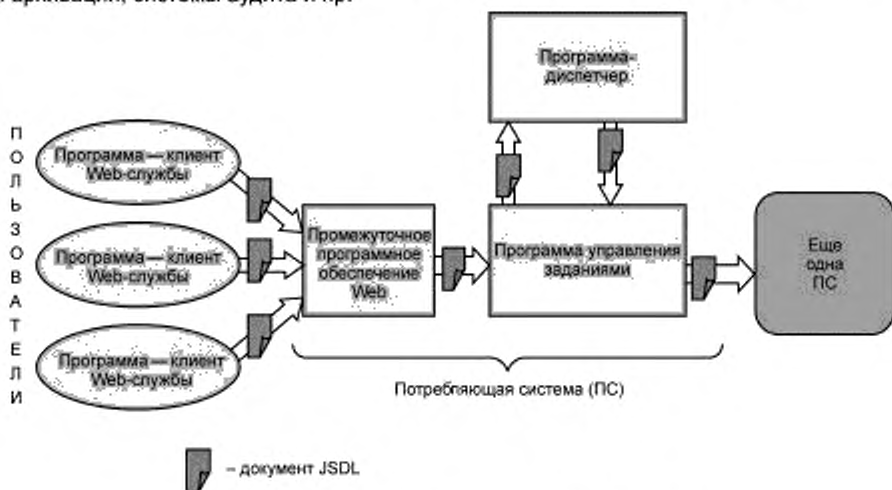 Программа-
диспетчер
ПОЛЬЗОВАТЕЛИ
Программа — клиент
Web-службы
Программа — клиент
Web-службы
Программа — клиент
Web-службы
Промежуточное
программное
обеспечение
Web
Программа управления
заданиями
Еще
одна
ПС
Потребляющая система (ПС)
– документ JSDL